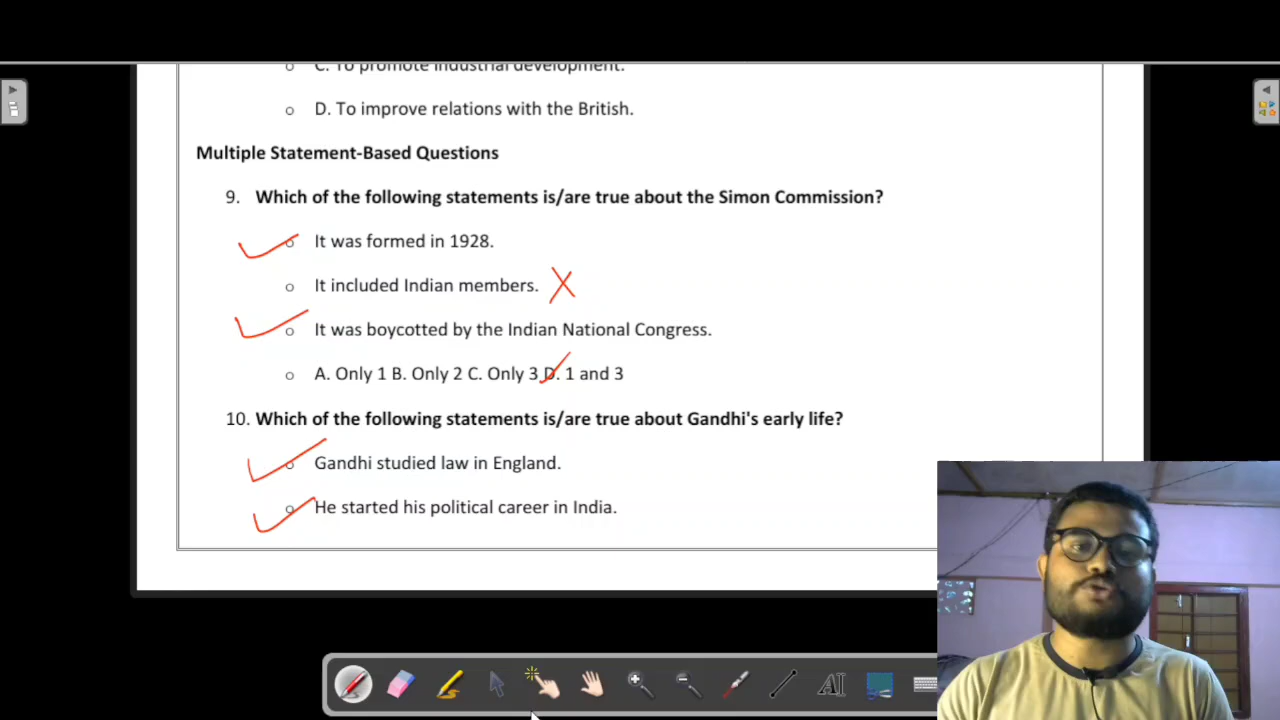 C. To promote industrial development.
D. To improve relations with the British.
Multiple Statement-Based Questions
9. Which of the following statements is/are true about the Simon Commission?
It was formed in 1928.
It included Indian members.
It was boycotted by the Indian National Congress.
A. Only 1 B. Only 2 C. Only 3 D. 1 and 3
10. Which of the following statements is/are true about Gandhi's early life?
Gandhi studied law in England.
He started his political career in India.
AI